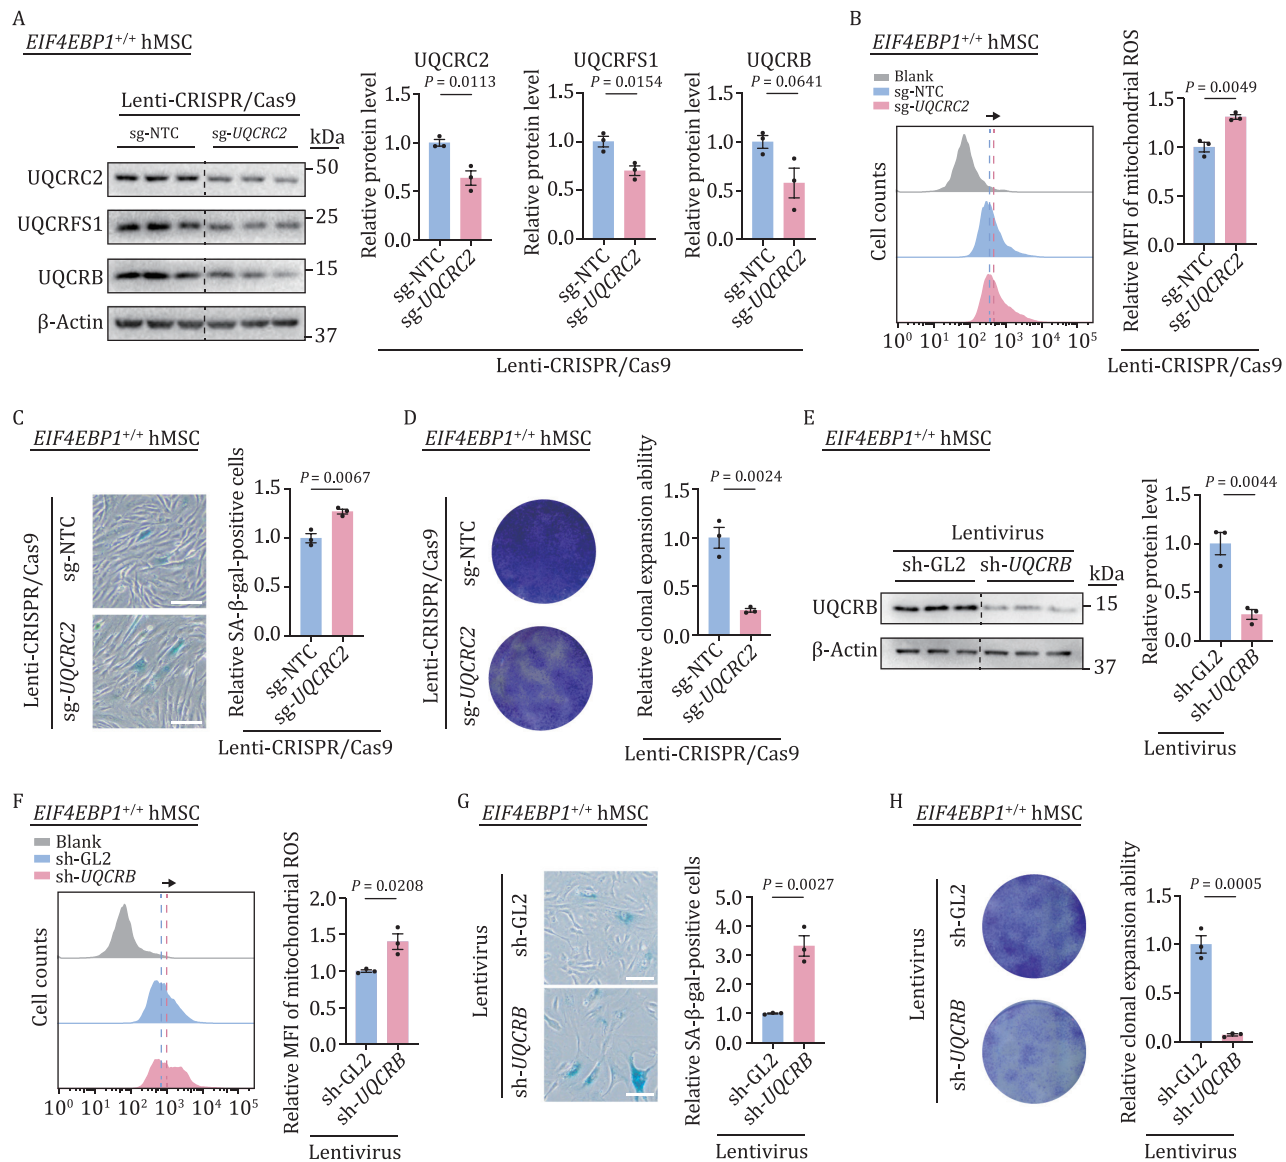 A
EIF4EBP1+/+ hMSC
Lenti-CRISPR/Cas9
sg-NTC sg-UQCRC2 kDa
UQCRC2 50
UQCRFS1 25
UQCRB 15
β-Actin 37
UQCRC2
P = 0.0113
Relative protein level
1.5
1.0
0.5
0.0
sg-NTC
sg-UQCRC2
UQCRFS1
P = 0.0154
Relative protein level
1.5
1.0
0.5
0.0
sg-NTC
sg-UQCRC2
UQCRB
P = 0.0641
Relative protein level
1.5
1.0
0.5
0.0
sg-NTC
sg-UQCRC2
Lenti-CRISPR/Cas9
B
EIF4EBP1+/+ hMSC
Blank
sg-NTC
sg-UQCRC2
Cell counts
10⁰ 10¹ 10² 10³ 10⁴ 10⁵
Relative MFI of mitochondrial ROS
P = 0.0049
1.5
1.0
0.5
0.0
sg-NTC
sg-UQCRC2
Lenti-CRISPR/Cas9
C
EIF4EBP1+/+ hMSC
Lenti-CRISPR/Cas9
sg-NTC
sg-UQCRC2
Relative SA-β-gal-positive cells
P = 0.0067
1.5
1.0
0.5
0.0
sg-NTC
sg-UQCRC2
Lenti-CRISPR/Cas9
D
EIF4EBP1+/+ hMSC
Lenti-CRISPR/Cas9
sg-NTC
sg-UQCRC2
Relative clonal expansion ability
P = 0.0024
1.5
1.0
0.5
0.0
sg-NTC
sg-UQCRC2
Lenti-CRISPR/Cas9
E
EIF4EBP1+/+ hMSC
Lentivirus
sh-GL2 sh-UQCRB kDa
UQCRB 15
β-Actin 37
Relative protein level
P = 0.0044
1.5
1.0
0.5
0.0
sh-GL2
sh-UQCRB
Lentivirus
F
EIF4EBP1+/+ hMSC
Blank
sh-GL2
sh-UQCRB
Cell counts
10⁰ 10¹ 10² 10³ 10⁴ 10⁵
Relative MFI of mitochondrial ROS
P = 0.0208
2.0
1.5
1.0
0.5
0.0
sh-GL2
sh-UQCRB
Lentivirus
G
EIF4EBP1+/+ hMSC
Lentivirus
sh-GL2
sh-UQCRB
Relative SA-β-gal-positive cells
P = 0.0027
5.0
4.0
3.0
2.0
1.0
0.0
sh-GL2
sh-UQCRB
Lentivirus
H
EIF4EBP1+/+ hMSC
Lentivirus
sh-GL2
sh-UQCRB
Relative clonal expansion ability
P = 0.0005
1.5
1.0
0.5
0.0
sh-GL2
sh-UQCRB
Lentivirus